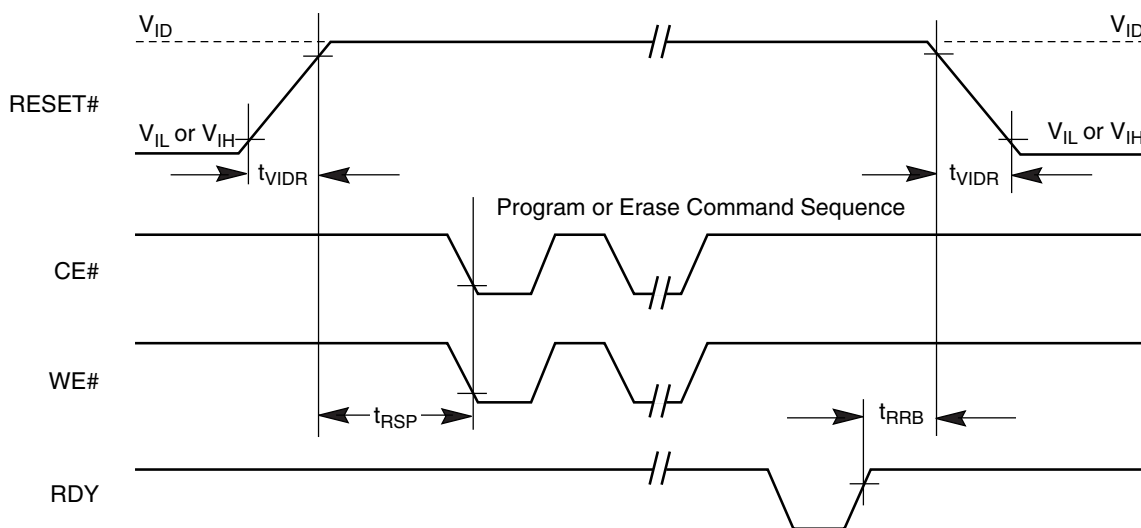 V_ID V_ID
RESET#
V_IL or V_IH V_IL or V_IH
t_VIDR t_VIDR
Program or Erase Command Sequence
CE#
WE#
t_RSP t_RRB
RDY